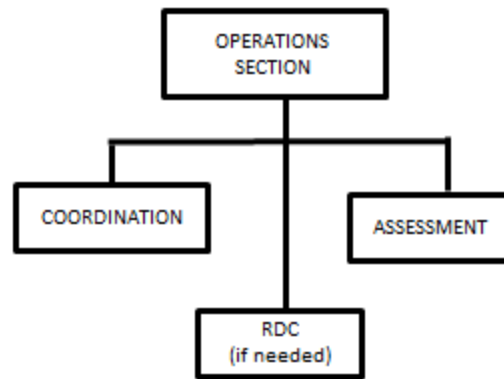 OPERATIONS
SECTION
COORDINATION
ASSESSMENT
RDC
(if needed)